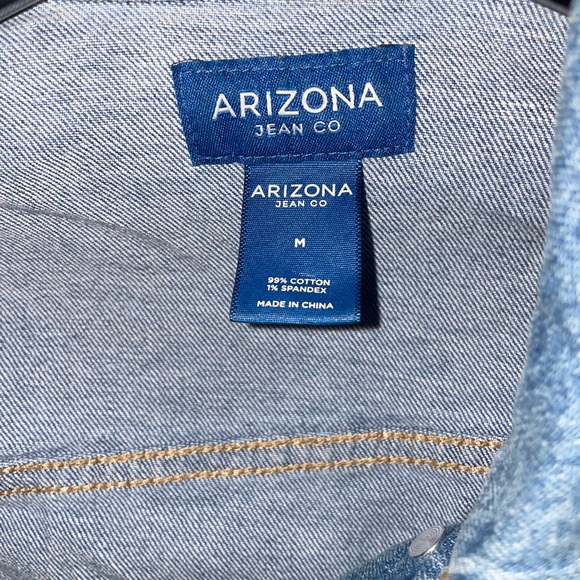 ARIZONA
JEAN CO
ARIZONA
JEAN CO
M
99% COTTON
1% SPANDEX
MADE IN CHINA